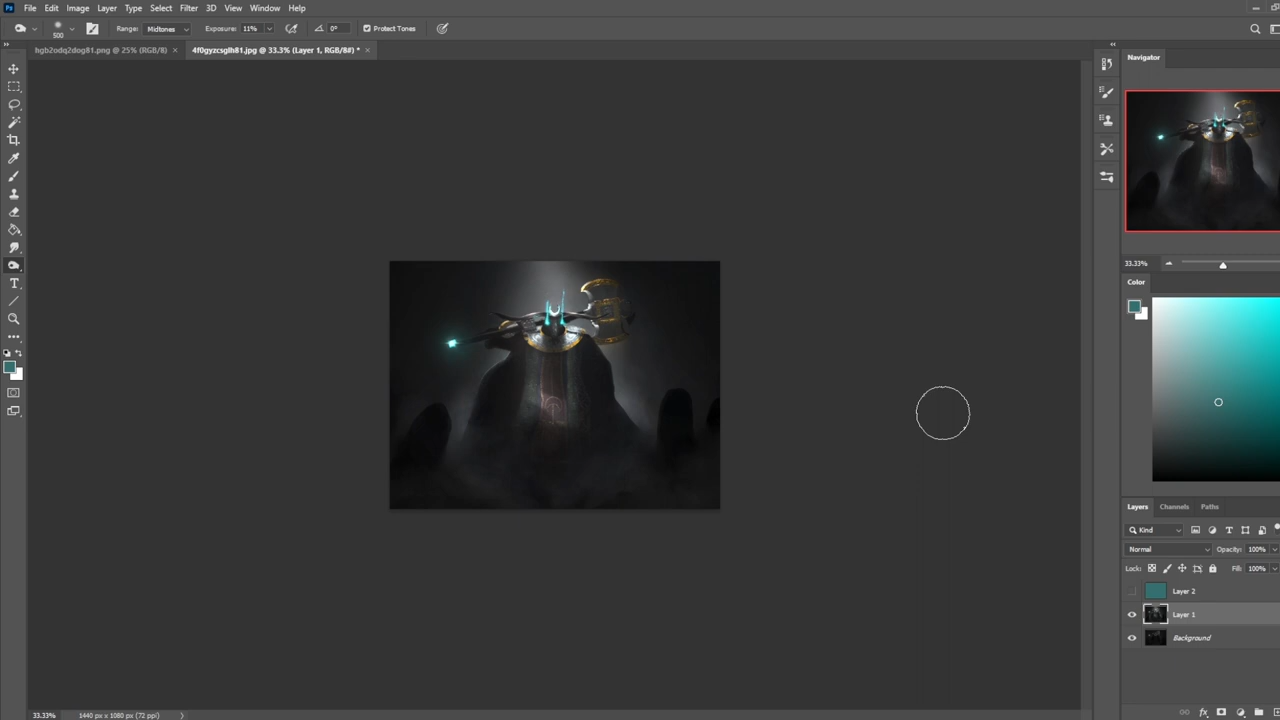 Ps File Edit Image Layer Type Select Filter 3D View Window Help
500 Range: Midtones Exposure: 11% 0° Protect Tones
hgb2odq2dog81.png @ 25% (RGB/8) × 4f0gyzcsglh81.jpg @ 33.3% (Layer 1, RGB/8#) * ×
Navigator
33.33%
Color
Layers Channels Paths
Kind
Normal Opacity: 100%
Lock: Fill: 100%
Layer 2
Layer 1
Background
33.33% 1440 px x 1080 px (72 ppi)